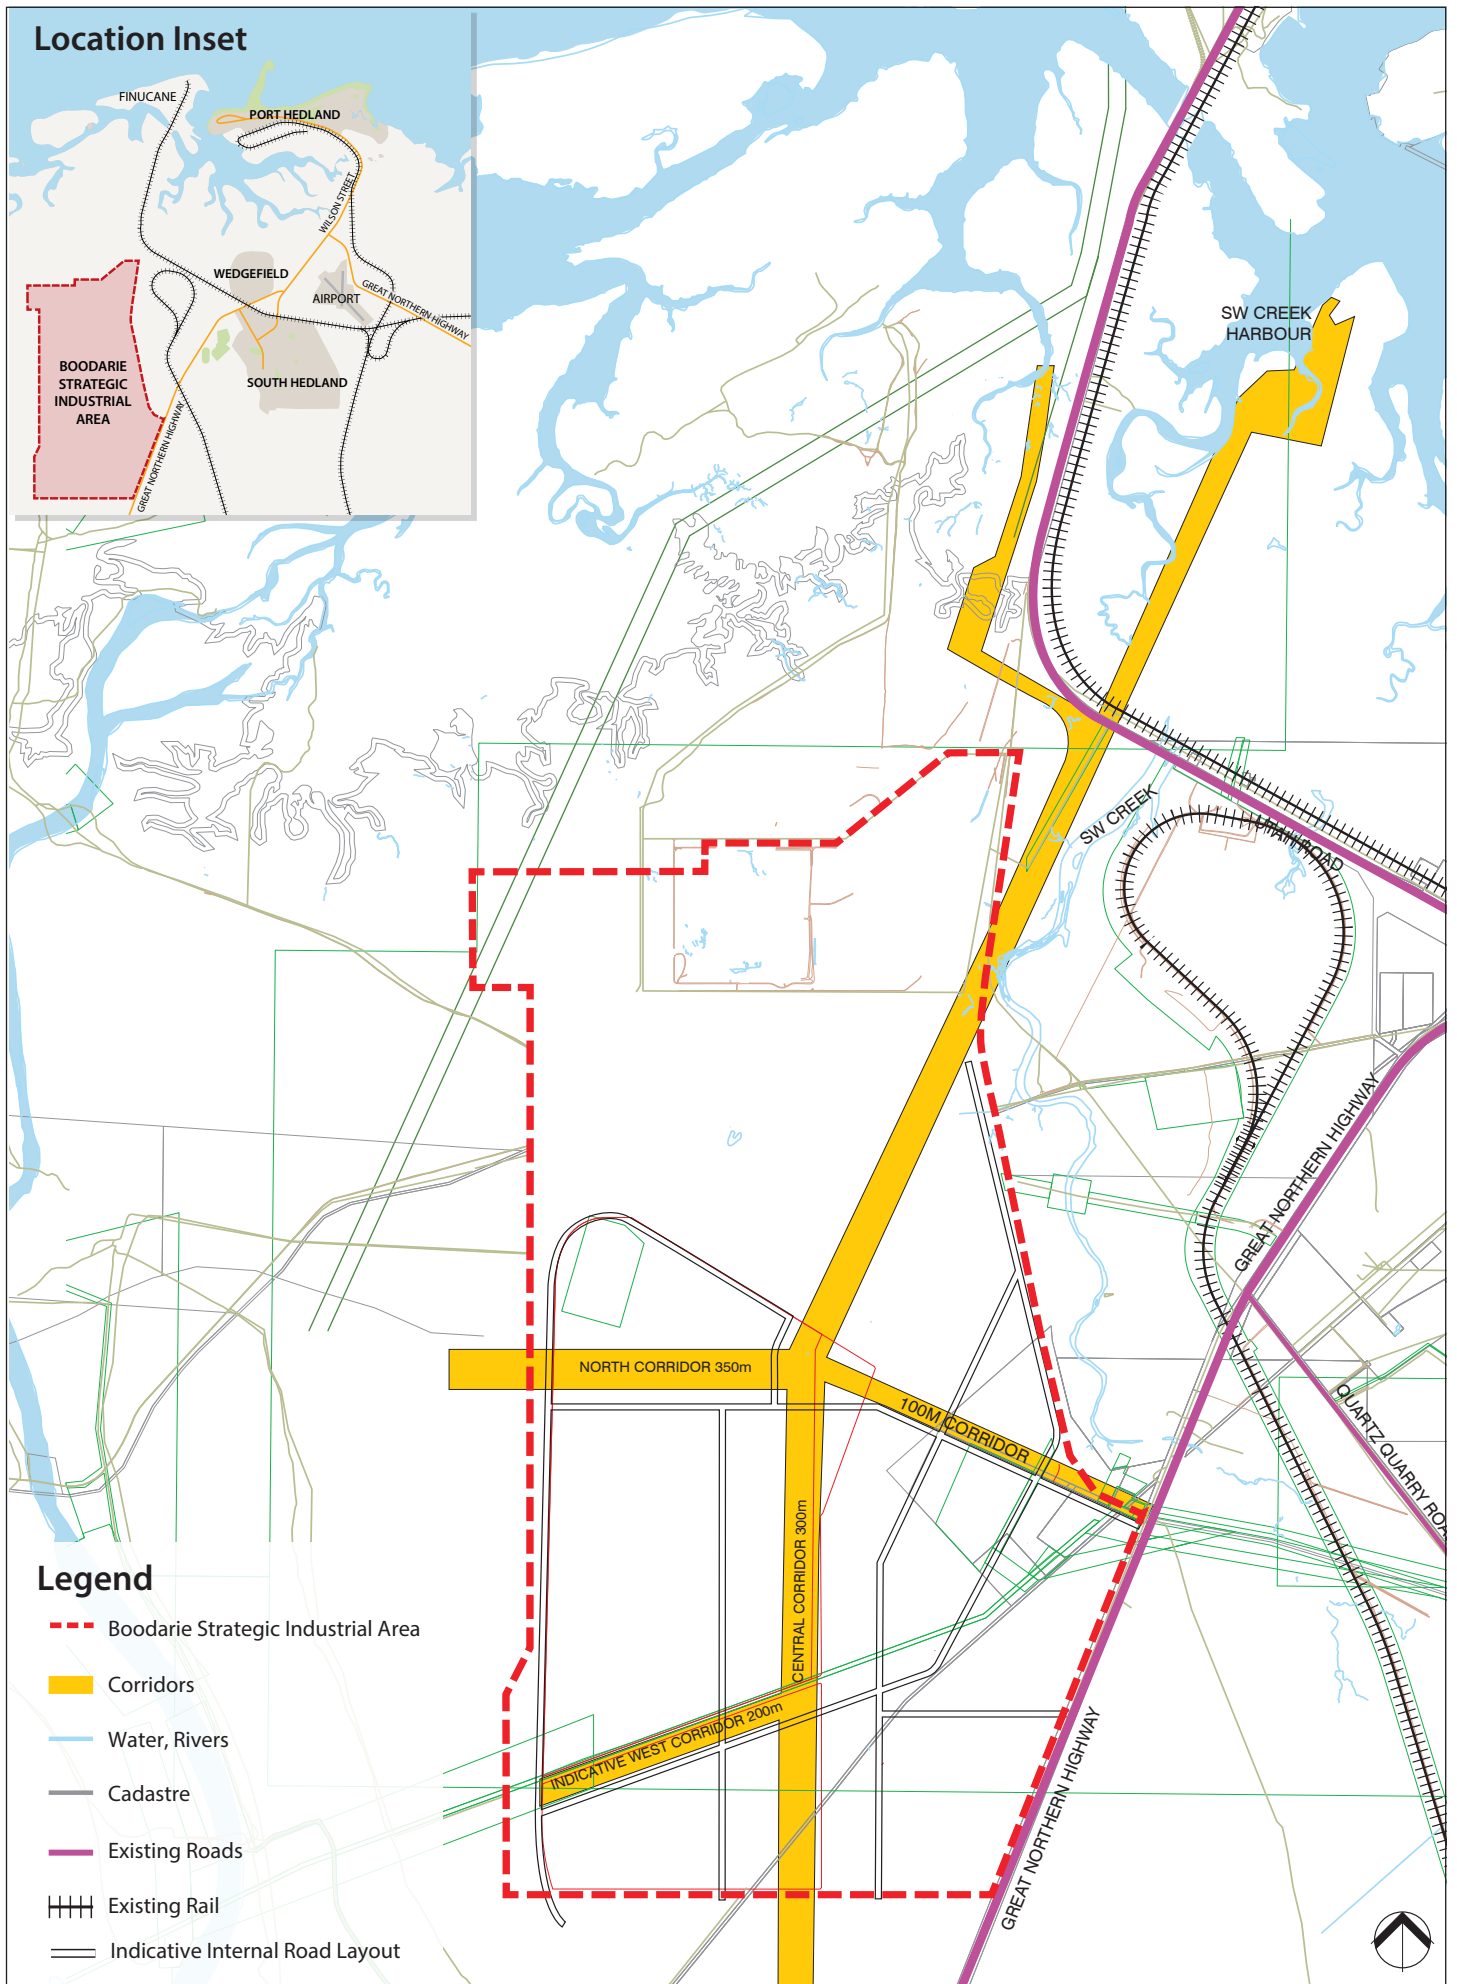 Location Inset
FINUCANE
PORT HEDLAND
WILSON STREET
WEDGEFIELD
AIRPORT
GREAT NORTHERN HIGHWAY
BOODARIE
STRATEGIC
INDUSTRIAL
AREA
SOUTH HEDLAND
GREAT NORTHERN HIGHWAY
SW CREEK
HARBOUR
SW CREEK
UTAH ROAD
GREAT NORTHERN HIGHWAY
NORTH CORRIDOR 350m
100M CORRIDOR
QUARTZ QUARRY ROA
CENTRAL CORRIDOR 300m
INDICATIVE WEST CORRIDOR 200m
GREAT NORTHERN HIGHWAY
Legend
Boodarie Strategic Industrial Area
Corridors
Water, Rivers
Cadastre
Existing Roads
Existing Rail
Indicative Internal Road Layout